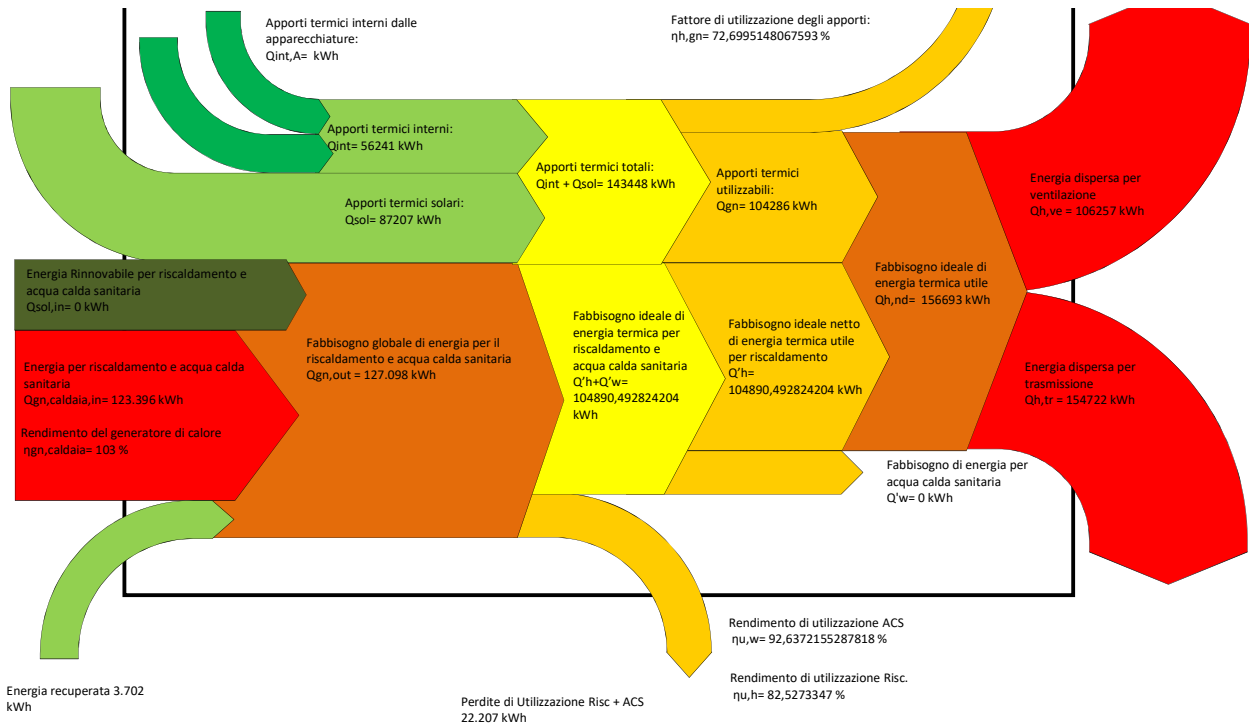 Apporti termici interni dalle
apparecchiature:
Qint,A=  kWh
Fattore di utilizzazione degli apporti:
ηh,gn= 72,6995148067593 %
Apporti termici interni:
Qint= 56241 kWh
Apporti termici totali:
Qint + Qsol= 143448 kWh
Apporti termici
utilizzabili:
Qgn= 104286 kWh
Energia dispersa per
ventilazione
Qh,ve = 106257 kWh
Apporti termici solari:
Qsol= 87207 kWh
Energia Rinnovabile per riscaldamento e
acqua calda sanitaria
Qsol,in= 0 kWh
Fabbisogno ideale di
energia termica utile
Qh,nd=  156693 kWh
Fabbisogno globale di energia per il
riscaldamento e acqua calda sanitaria
Qgn,out = 127.098 kWh
Fabbisogno ideale di
energia termica per
riscaldamento e
acqua calda sanitaria
Q’h+Q’w=
104890,492824204
kWh
Fabbisogno ideale netto
di energia termica utile
per riscaldamento
Q’h=
104890,492824204 kWh
Energia per riscaldamento e acqua calda
sanitaria
Qgn,caldaia,in= 123.396 kWh
Rendimento del generatore di calore
ηgn,caldaia= 103 %
Energia dispersa per
trasmissione
Qh,tr = 154722 kWh
Fabbisogno di energia per
acqua calda sanitaria
Q'w= 0 kWh
Rendimento di utilizzazione ACS
ηu,w= 92,6372155287818 %
Rendimento di utilizzazione Risc.
ηu,h= 82,5273347 %
Energia recuperata 3.702
kWh
Perdite di Utilizzazione Risc + ACS
22.207 kWh